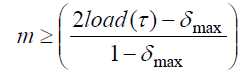 m ≥ ( (2load(τ) − δ_max) / (1 − δ_max) )